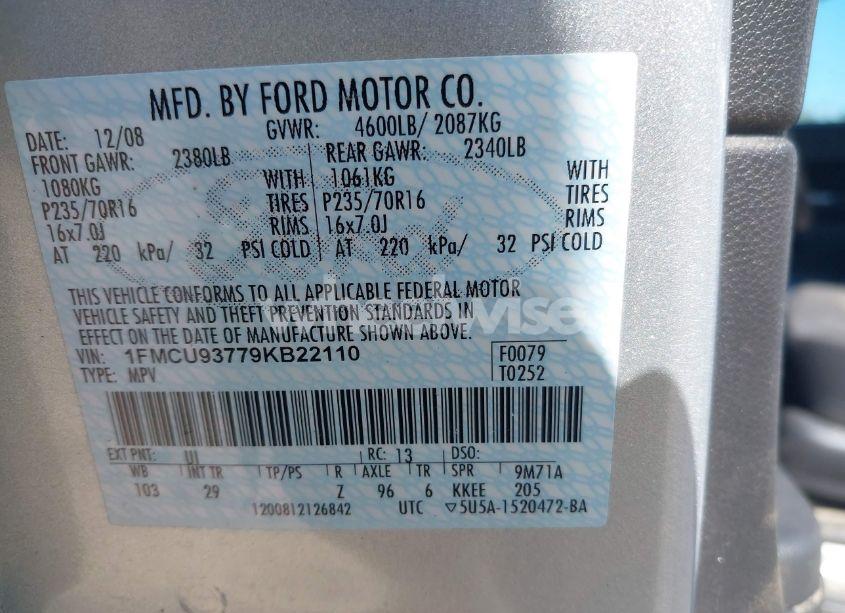 MFD. BY FORD MOTOR CO.
DATE: 12/08 GVWR: 4600LB/ 2087KG
FRONT GAWR: 2380LB REAR GAWR: 2340LB
1080KG WITH 1061KG WITH
P235/70R16 TIRES P235/70R16 TIRES
16x7.0J RIMS 16x7.0J RIMS
AT 220 kPa/ 32 PSI COLD AT 220 kPa/ 32 PSI COLD
Ford
THIS VEHICLE CONFORMS TO ALL APPLICABLE FEDERAL MOTOR
VEHICLE SAFETY AND THEFT PREVENTION STANDARDS IN
EFFECT ON THE DATE OF MANUFACTURE SHOWN ABOVE.
VIN: 1FMCU93779KB22110 F0079
TYPE: MPV T0252
EXT PNT: UI RC: 13 DSO:
WB INT TR TP/PS R AXLE TR SPR 9M71A
103 29 Z 96 6 KKEE 205
1200812126842 UTC ▽5U5A-1520472-BA